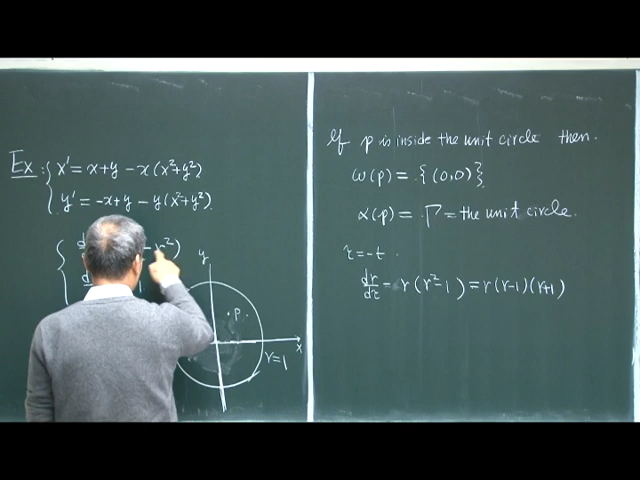 Ex: { x' = x+y - x(x²+y²)
y' = -x+y - y(x²+y²)
- r²)
y
P
x
r=1
If p is inside the unit circle then.
ω(p) = {(0,0)}
α(p) = Γ = the unit circle.
τ = -t.
dr/dτ = r(r²-1) = r(r-1)(r+1)